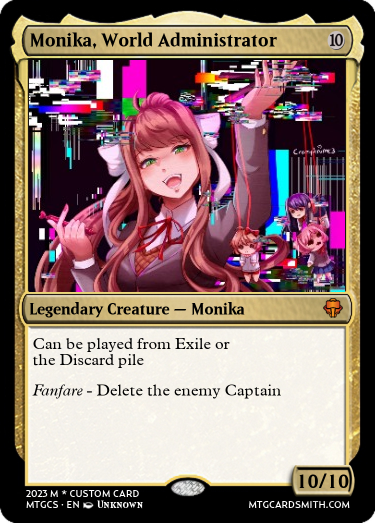 Monika, World Administrator 10
Crumptune3
Legendary Creature — Monika
Can be played from Exile or
the Discard pile
Fanfare - Delete the enemy Captain
10/10
2023 M * CUSTOM CARD
MTGCS • EN Unknown
MTGCARDSMITH.COM